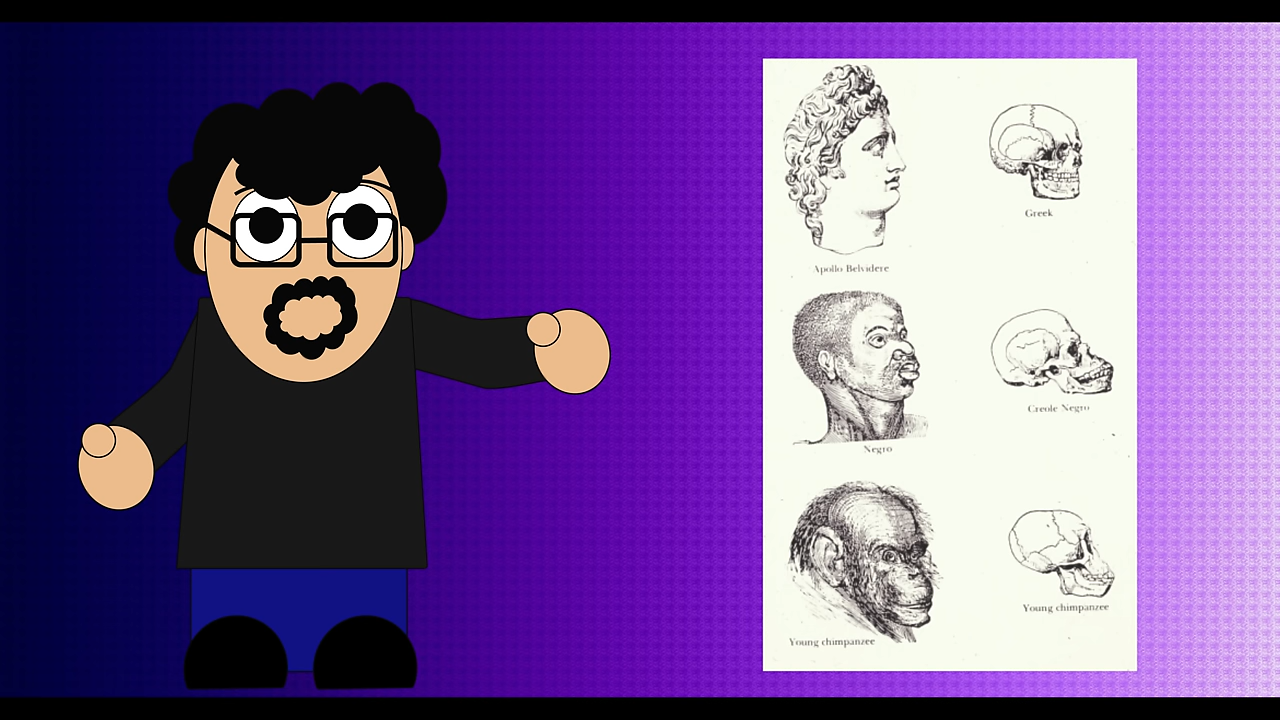 Greek
Apollo Belvidere
Creole Negro
Negro
Young chimpanzee
Young chimpanzee